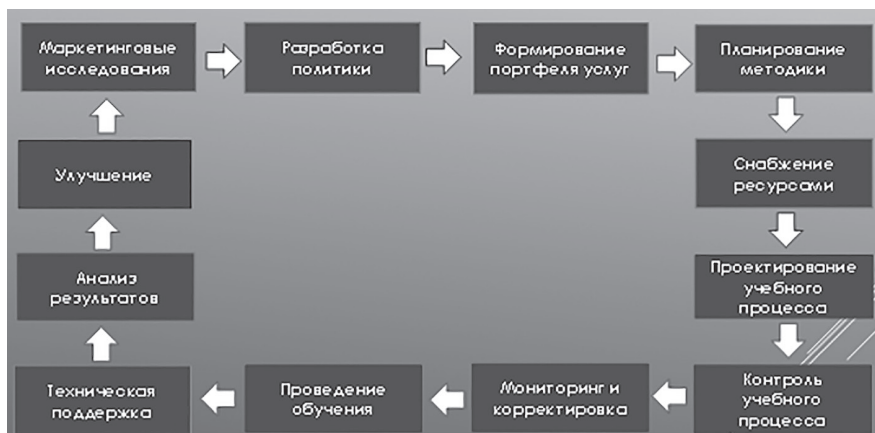 Маркетинговые
исследования
Разработка
политики
Формирование
портфеля услуг
Планирование
методики
Снабжение
ресурсами
Проектирование
учебного
процесса
Контроль
учебного
процесса
Мониторинг и
корректировка
Проведение
обучения
Техническая
поддержка
Анализ
результатов
Улучшение